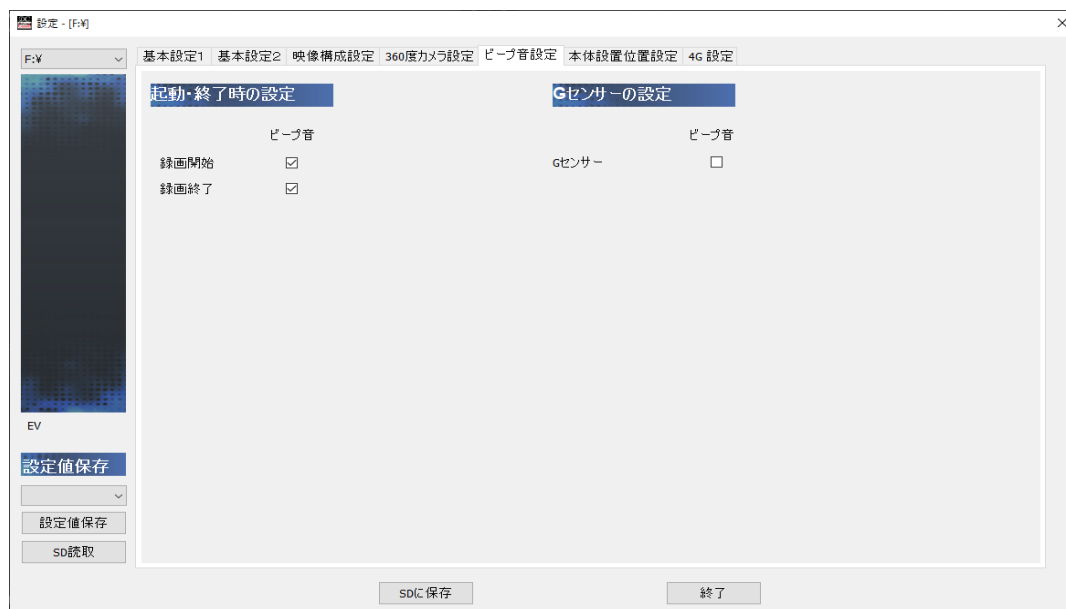 設定 - [F:¥]
F:¥
基本設定1 基本設定2 映像構成設定 360度カメラ設定 ビープ音設定 本体設置位置設定 4G 設定
起動・終了時の設定
ビープ音
録画開始
録画終了
Gセンサーの設定
ビープ音
Gセンサー
EV
設定値保存
設定値保存
SD読取
SDに保存
終了